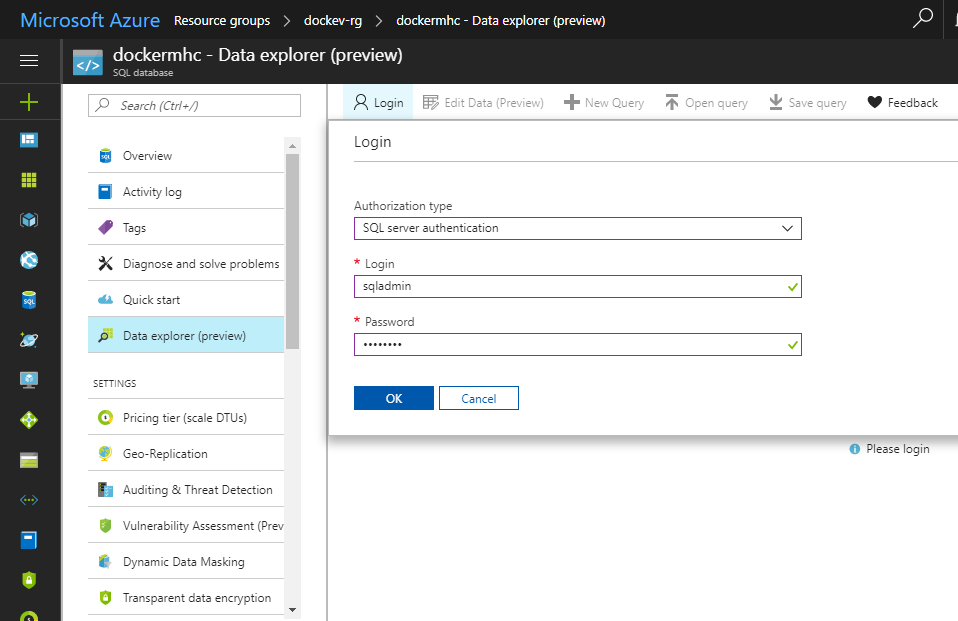 Microsoft Azure Resource groups > dockev-rg > dockermhc - Data explorer (preview)
dockermhc - Data explorer (preview)
SQL database
Search (Ctrl+/)
Overview
Activity log
Tags
Diagnose and solve problems
Quick start
Data explorer (preview)
SETTINGS
Pricing tier (scale DTUs)
Geo-Replication
Auditing & Threat Detection
Vulnerability Assessment (Prev
Dynamic Data Masking
Transparent data encryption
Login Edit Data (Preview) New Query Open query Save query Feedback
Login
Authorization type
SQL server authentication
* Login
sqladmin
* Password
••••••••
OK Cancel
Please login